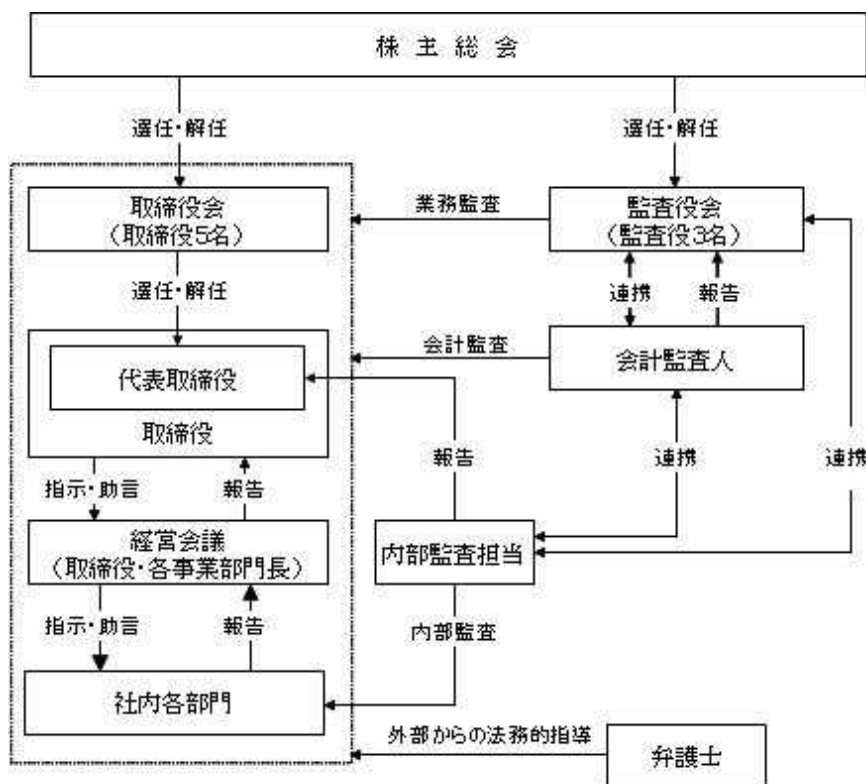 株主総会
選任・解任
選任・解任
取締役会
（取締役5名）
業務監査
監査役会
（監査役3名）
選任・解任
連携
報告
代表取締役
取締役
会計監査
会計監査人
報告
連携
連携
指示・助言
報告
経営会議
（取締役・各事業部門長）
内部監査担当
指示・助言
報告
内部監査
社内各部門
外部からの法務的指導
弁護士